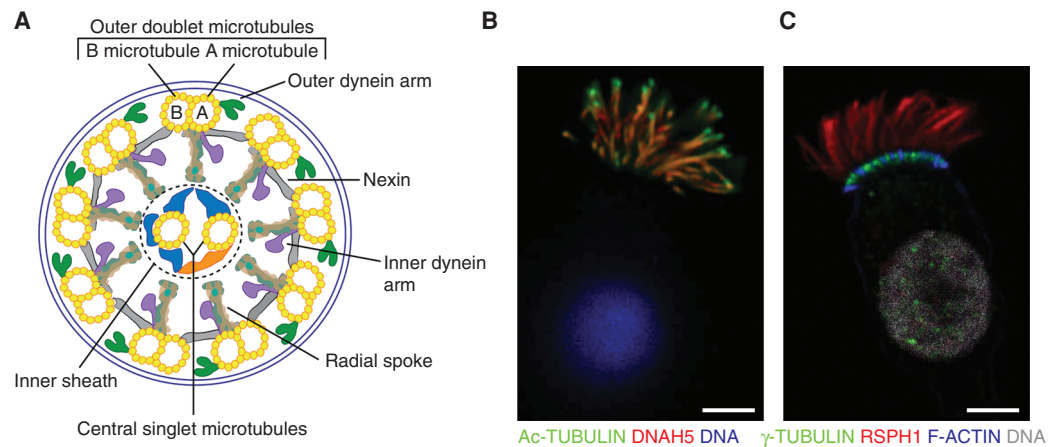 A
Outer doublet microtubules
B microtubule A microtubule
Outer dynein arm
B A
Nexin
Inner dynein
arm
Radial spoke
Inner sheath
Central singlet microtubules
B
Ac-TUBULIN DNAH5 DNA
C
γ-TUBULIN RSPH1 F-ACTIN DNA